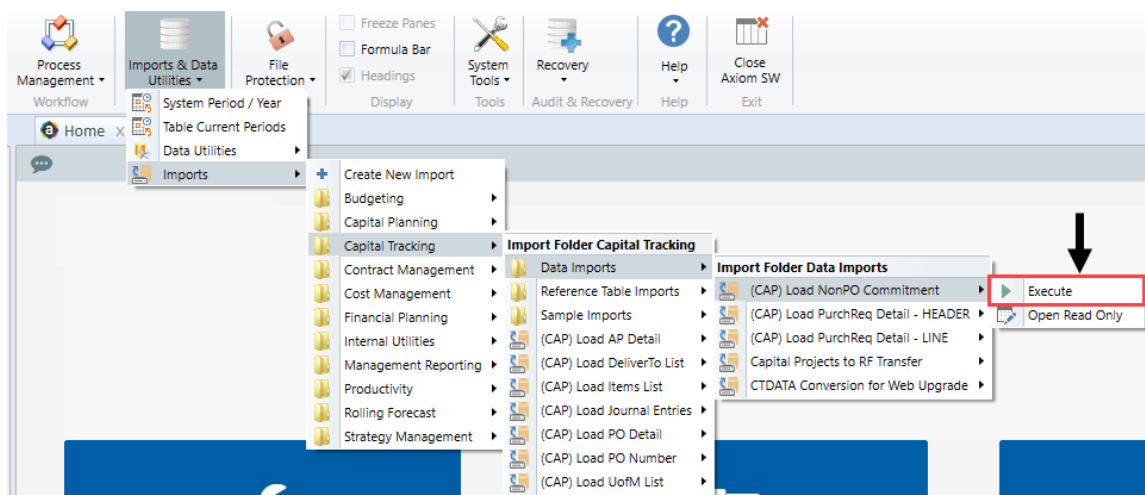 Process
Management
Workflow
Imports & Data
Utilities
File
Protection
Freeze Panes
Formula Bar
Headings
Display
System
Tools
Tools
Recovery
Audit & Recovery
Help
Help
Close
Axiom SW
Exit
a Home x
System Period / Year
Table Current Periods
Data Utilities
Imports
Create New Import
Budgeting
Capital Planning
Capital Tracking
Contract Management
Cost Management
Financial Planning
Internal Utilities
Management Reporting
Productivity
Rolling Forecast
Strategy Management
Import Folder Capital Tracking
Data Imports
Reference Table Imports
Sample Imports
(CAP) Load AP Detail
(CAP) Load DeliverTo List
(CAP) Load Items List
(CAP) Load Journal Entries
(CAP) Load PO Detail
(CAP) Load PO Number
(CAP) Load UofM List
Import Folder Data Imports
(CAP) Load NonPO Commitment
(CAP) Load PurchReq Detail - HEADER
(CAP) Load PurchReq Detail - LINE
Capital Projects to RF Transfer
CTDATA Conversion for Web Upgrade
Execute
Open Read Only